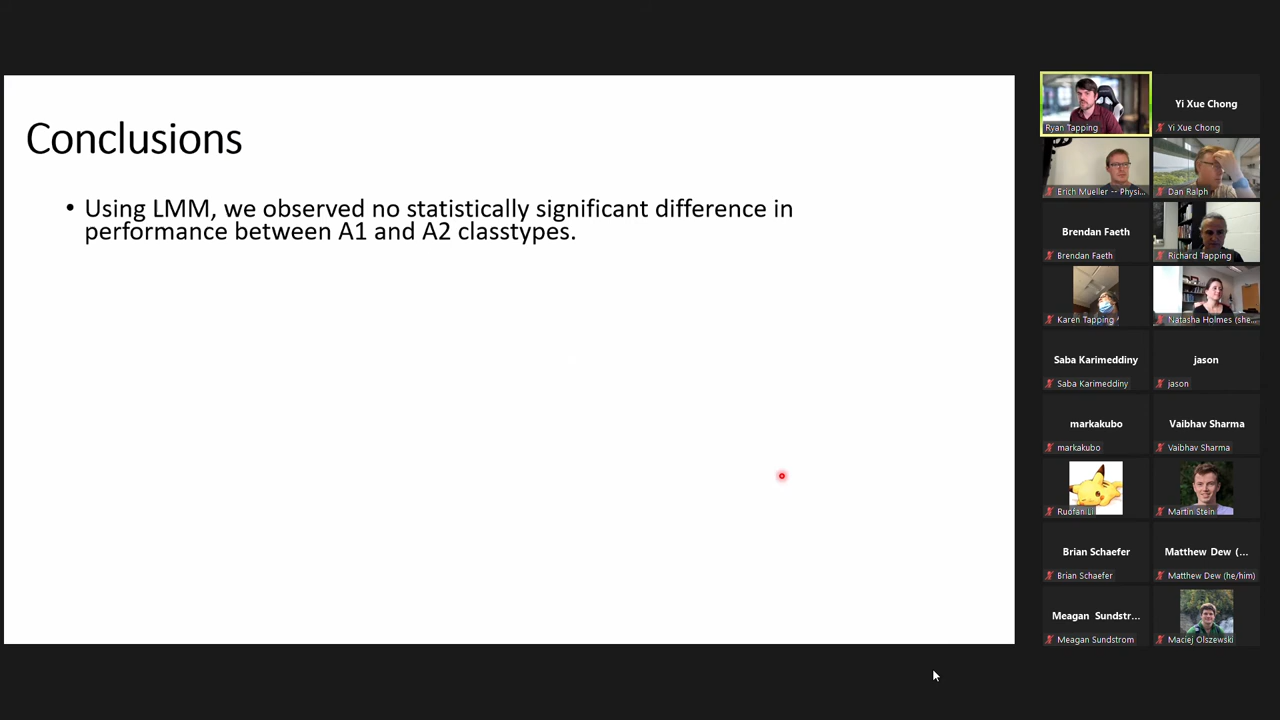 Conclusions
• Using LMM, we observed no statistically significant difference in
performance between A1 and A2 classtypes.
Ryan Tapping
Yi Xue Chong
Yi Xue Chong
Erich Mueller -- Physi...
Dan Ralph
Brendan Faeth
Brendan Faeth
Richard Tapping
Karen Tapping
Natasha Holmes (she...
Saba Karimeddiny
Saba Karimeddiny
jason
jason
markakubo
markakubo
Vaibhav Sharma
Vaibhav Sharma
Ruofan Li
Martin Stein
Brian Schaefer
Brian Schaefer
Matthew Dew (...
Matthew Dew (he/him)
Meagan Sundstr...
Meagan Sundstrom
Maciej Olszewski